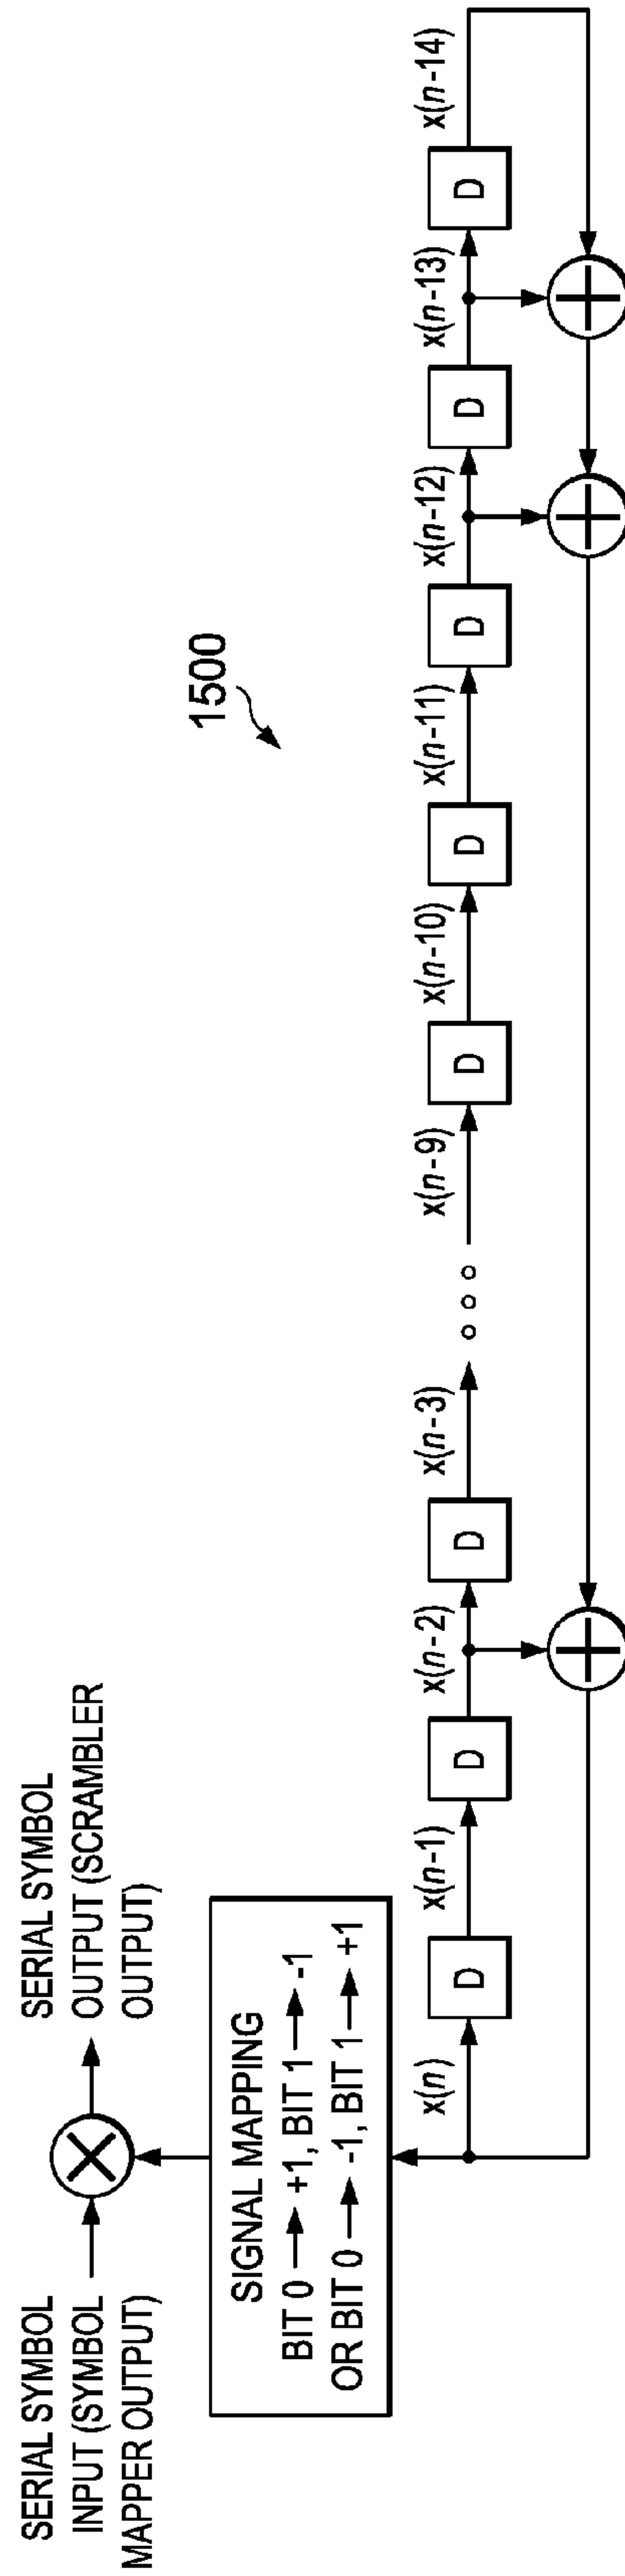 1500
SERIAL SYMBOL
INPUT (SYMBOL
MAPPER OUTPUT)
SERIAL SYMBOL
OUTPUT (SCRAMBLER
OUTPUT)
SIGNAL MAPPING
BIT 0 → +1, BIT 1 → -1
OR BIT 0 → -1, BIT 1 → +1
x(n) x(n-1) x(n-2) x(n-3) x(n-9) x(n-10) x(n-11) x(n-12) x(n-13) x(n-14)
D D D D D D D D